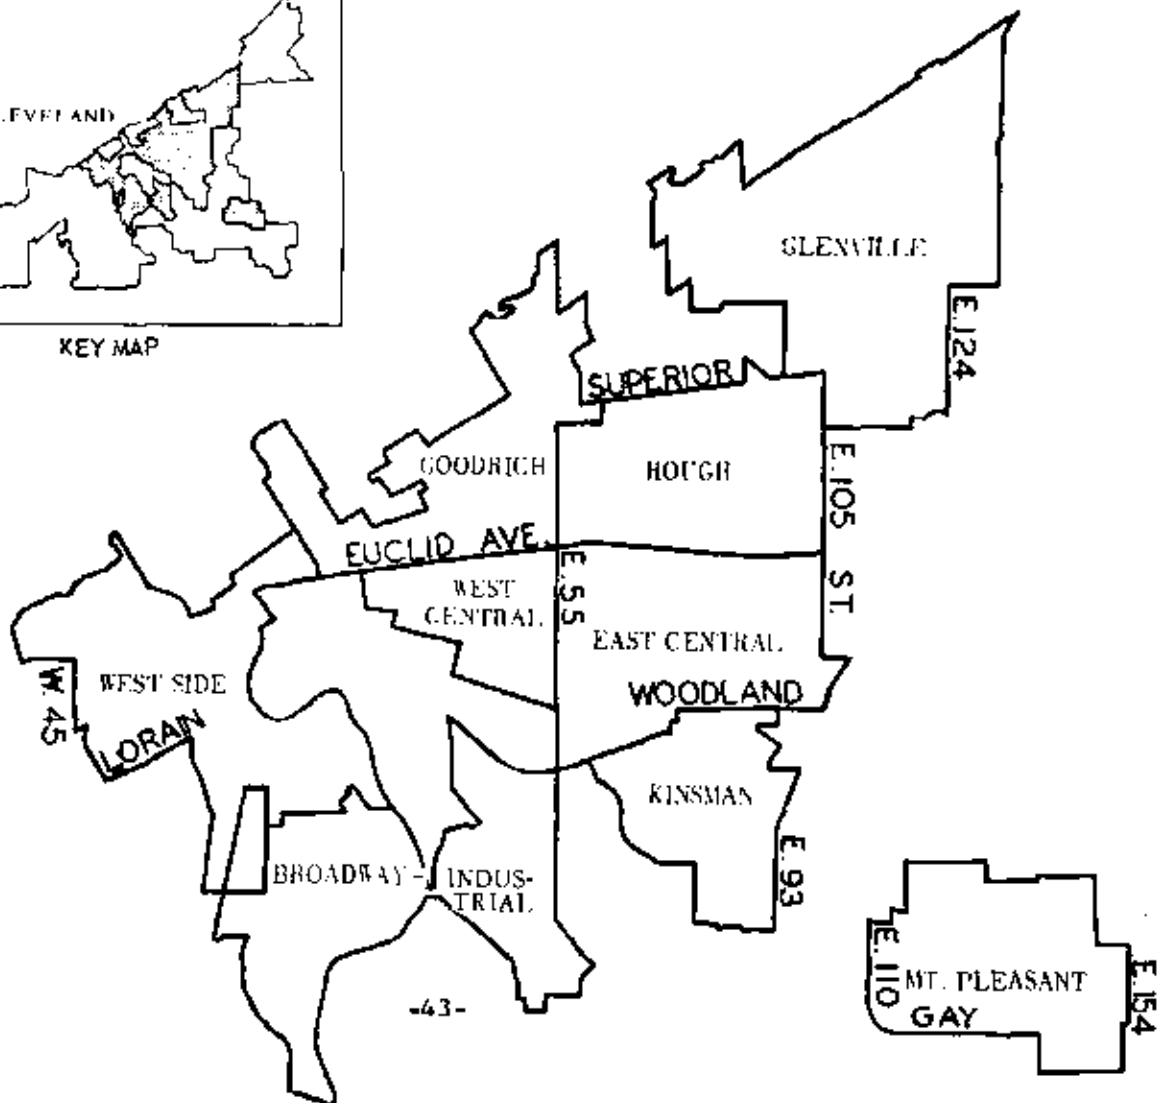 LEVELAND
KEY MAP
GLENVILLE
E. 124
SUPERIOR
GOODRICH
HOUGH
E. 105 ST.
EUCLID AVE.
E. 55
WEST
CENTRAL
EAST CENTRAL
WEST SIDE
W. 45
LORAIN
WOODLAND
KINSMAN
E. 93
BROADWAY - INDUS-
TRIAL
E. 110
MT. PLEASANT
E. 154
GAY
-43-